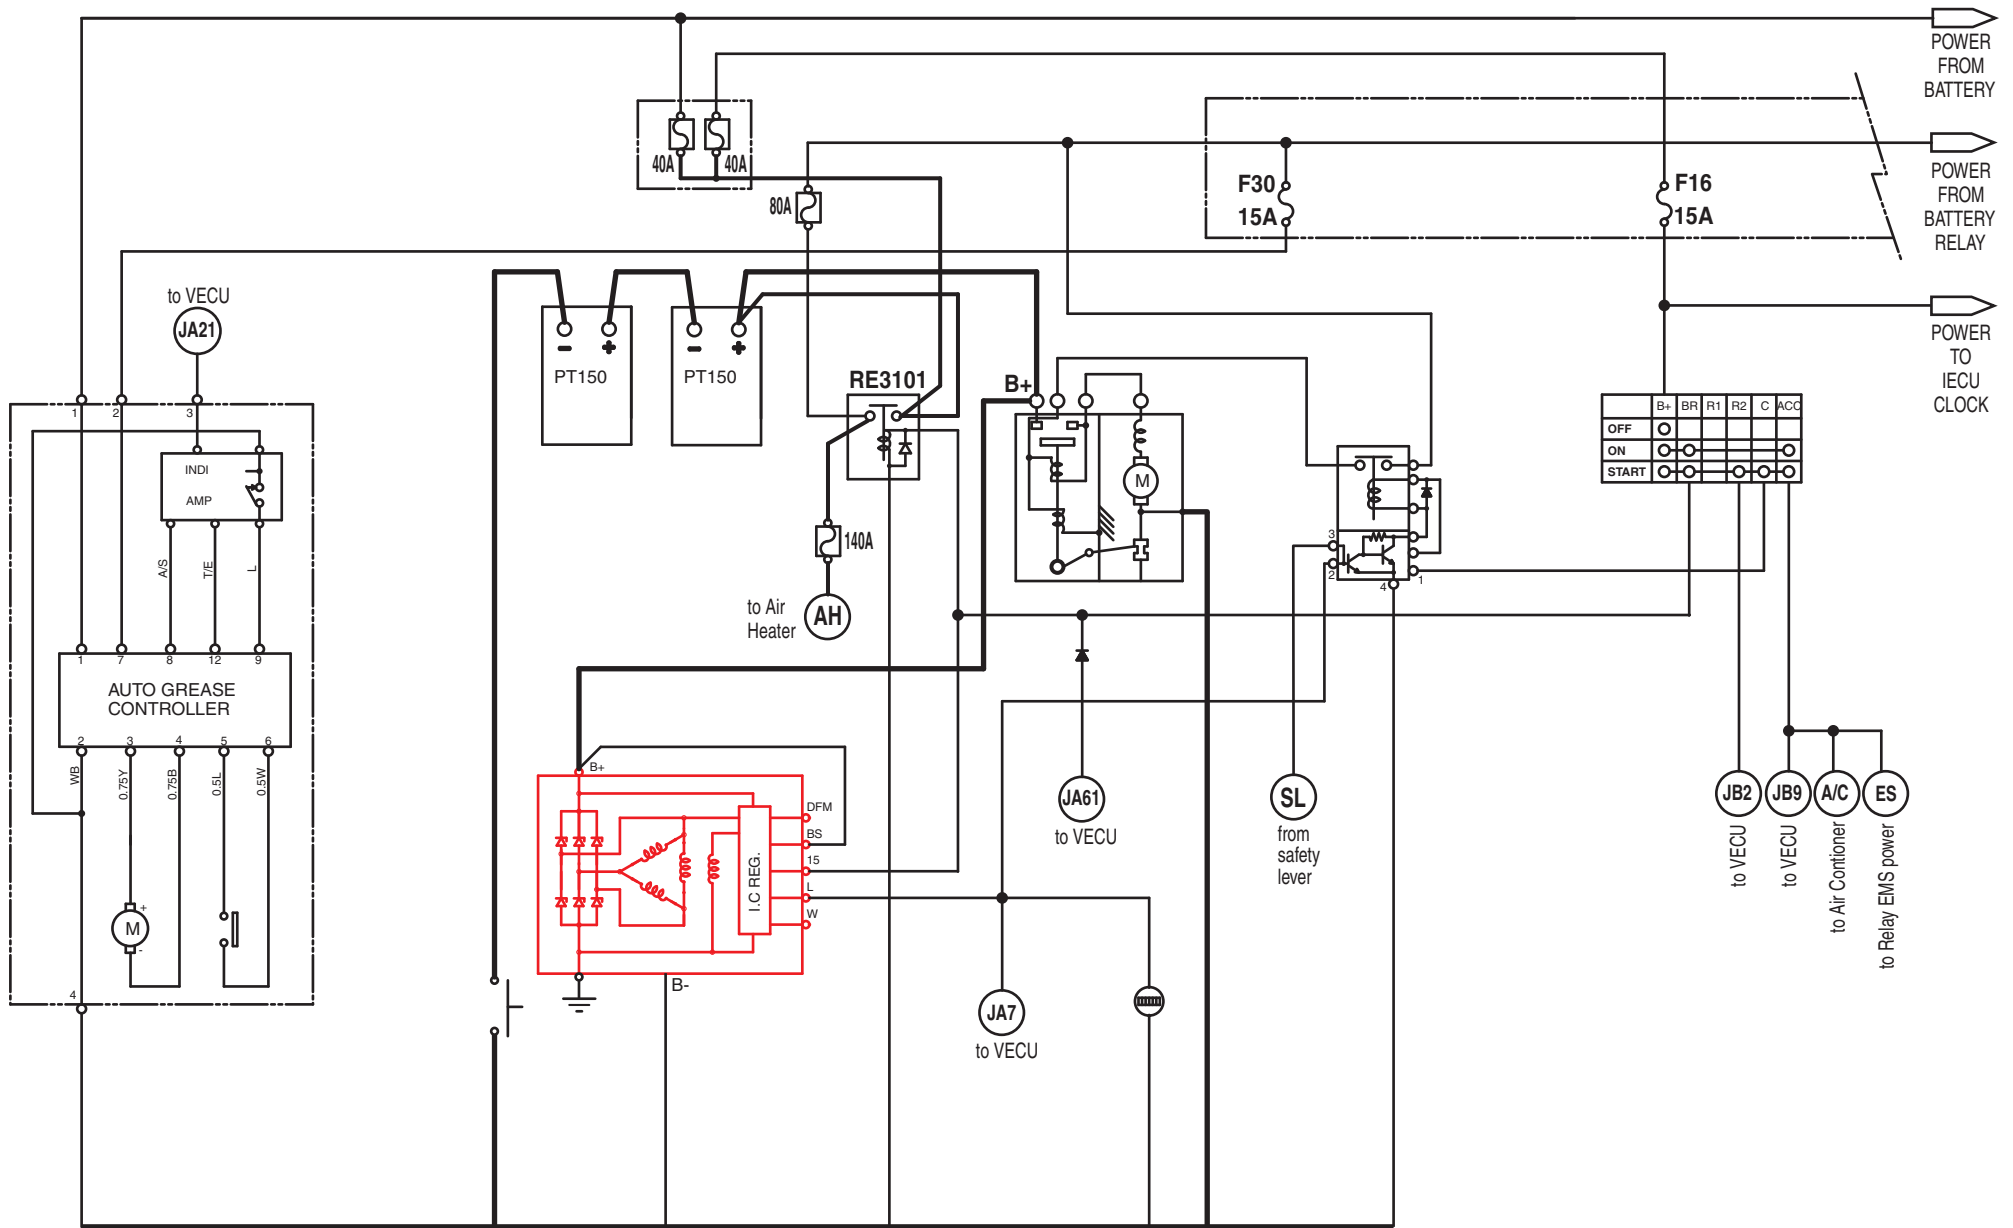 POWER
FROM
BATTERY
40A
40A
80A
F30
15A
F16
15A
POWER
FROM
BATTERY
RELAY
to VECU
JA21
PT150
PT150
RE3101
B+
POWER
TO
IECU
CLOCK
1
2
3
B+ BR R1 R2 C ACC
OFF
ON
START
INDI
AMP
M
A/S
T/E
L
140A
3
2
4
1
to Air
Heater
AH
1
7
8
12
9
AUTO GREASE
CONTROLLER
2
3
4
5
6
WB
0.75Y
0.75B
0.5L
0.5W
B+
DFM
BS
15
L
W
I.C REG.
B-
JA61
to VECU
SL
from
safety
lever
JB2
JB9
A/C
ES
to VECU
to VECU
to Air Contioner
to Relay EMS power
M
+
-
4
JA7
to VECU